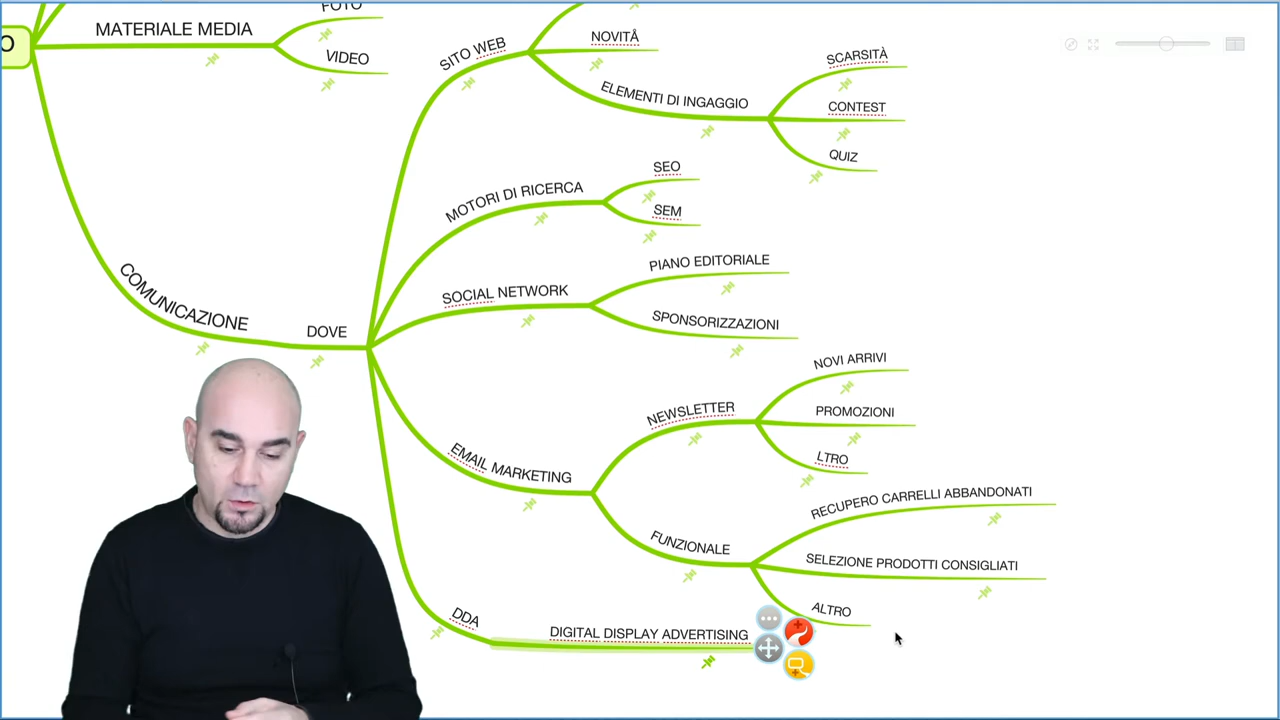 O
MATERIALE MEDIA
FOTO
VIDEO
COMUNICAZIONE
DOVE
SITO WEB
NOVITÂ
ELEMENTI DI INGAGGIO
SCARSITÀ
CONTEST
QUIZ
MOTORI DI RICERCA
SEO
SEM
SOCIAL NETWORK
PIANO EDITORIALE
SPONSORIZZAZIONI
EMAIL MARKETING
NEWSLETTER
NOVI ARRIVI
PROMOZIONI
LTRO
FUNZIONALE
RECUPERO CARRELLI ABBANDONATI
SELEZIONE PRODOTTI CONSIGLIATI
ALTRO
DDA
DIGITAL DISPLAY ADVERTISING